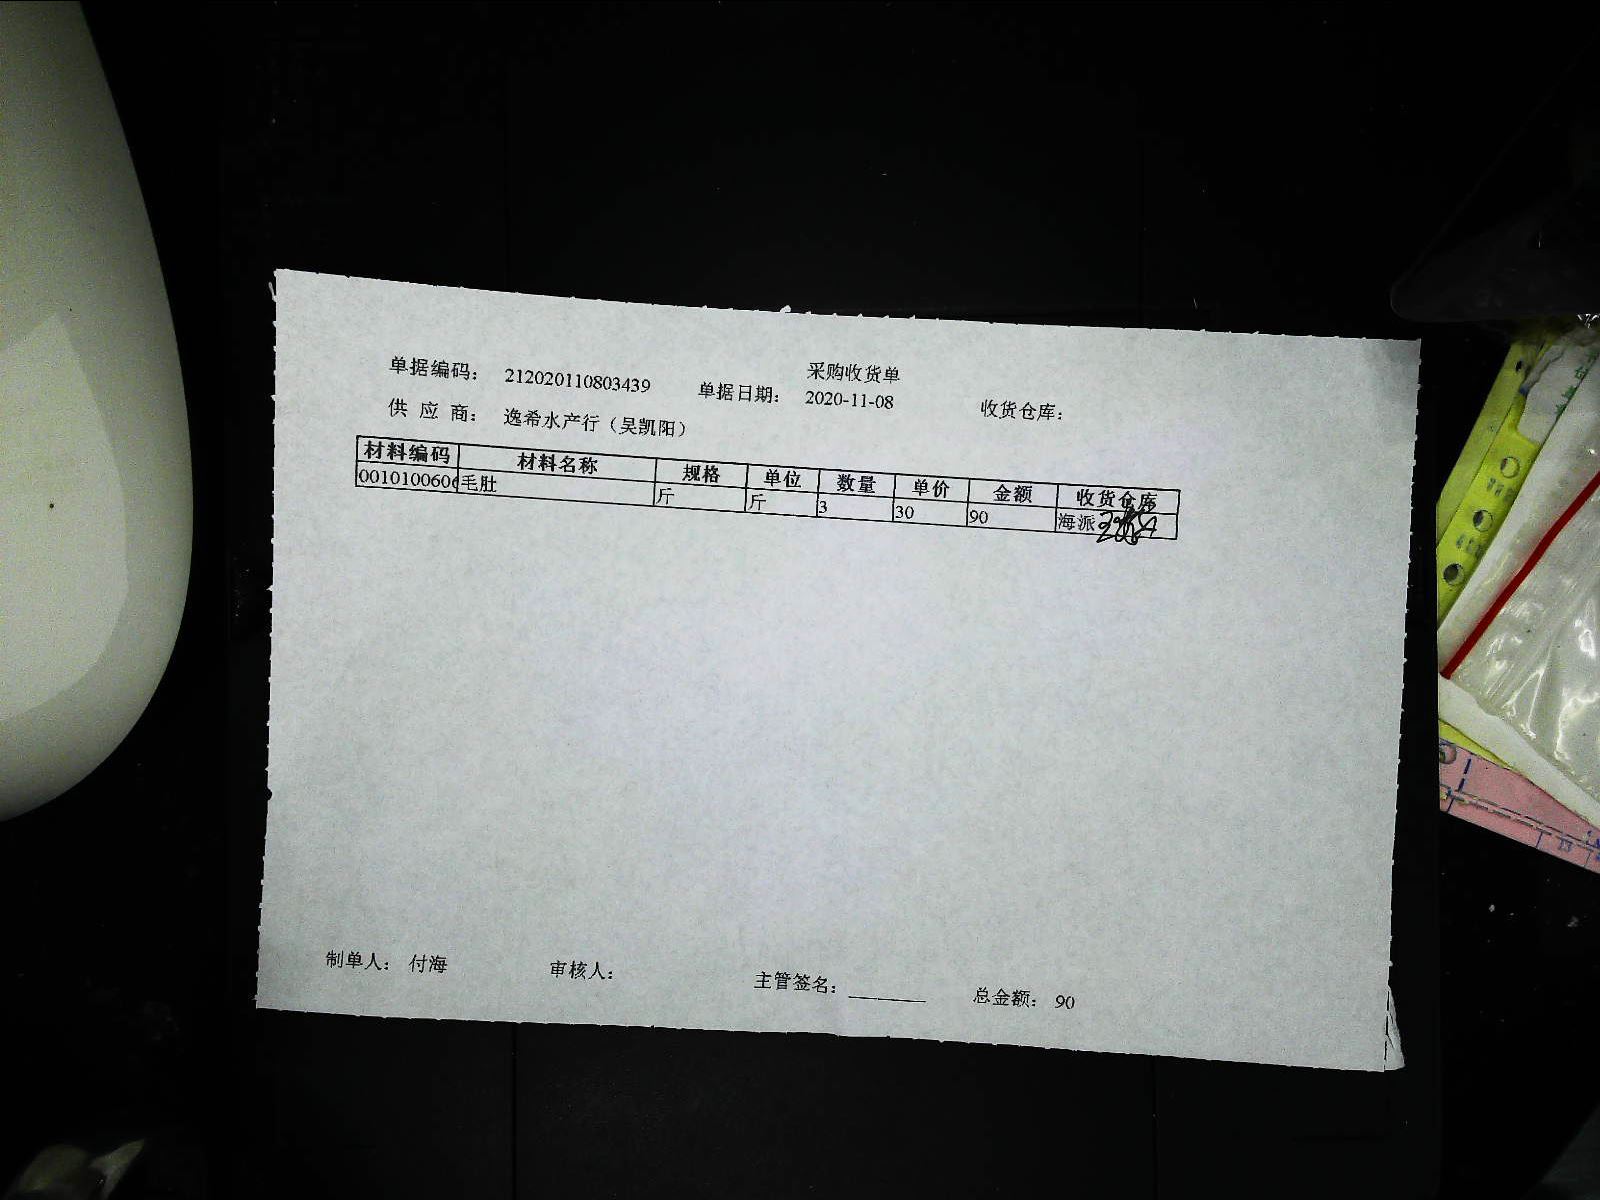 采购收货单
单据编码: 212020110803439 单据日期: 2020-11-08 收货仓库:
供 应 商: 逸希水产行（吴凯阳）
材料编码 材料名称 规格 单位 数量 单价 金额 收货仓库
0010100606 毛肚 斤 斤 3 30 90 海派
制单人: 付海 审核人: 主管签名: ________ 总金额: 90